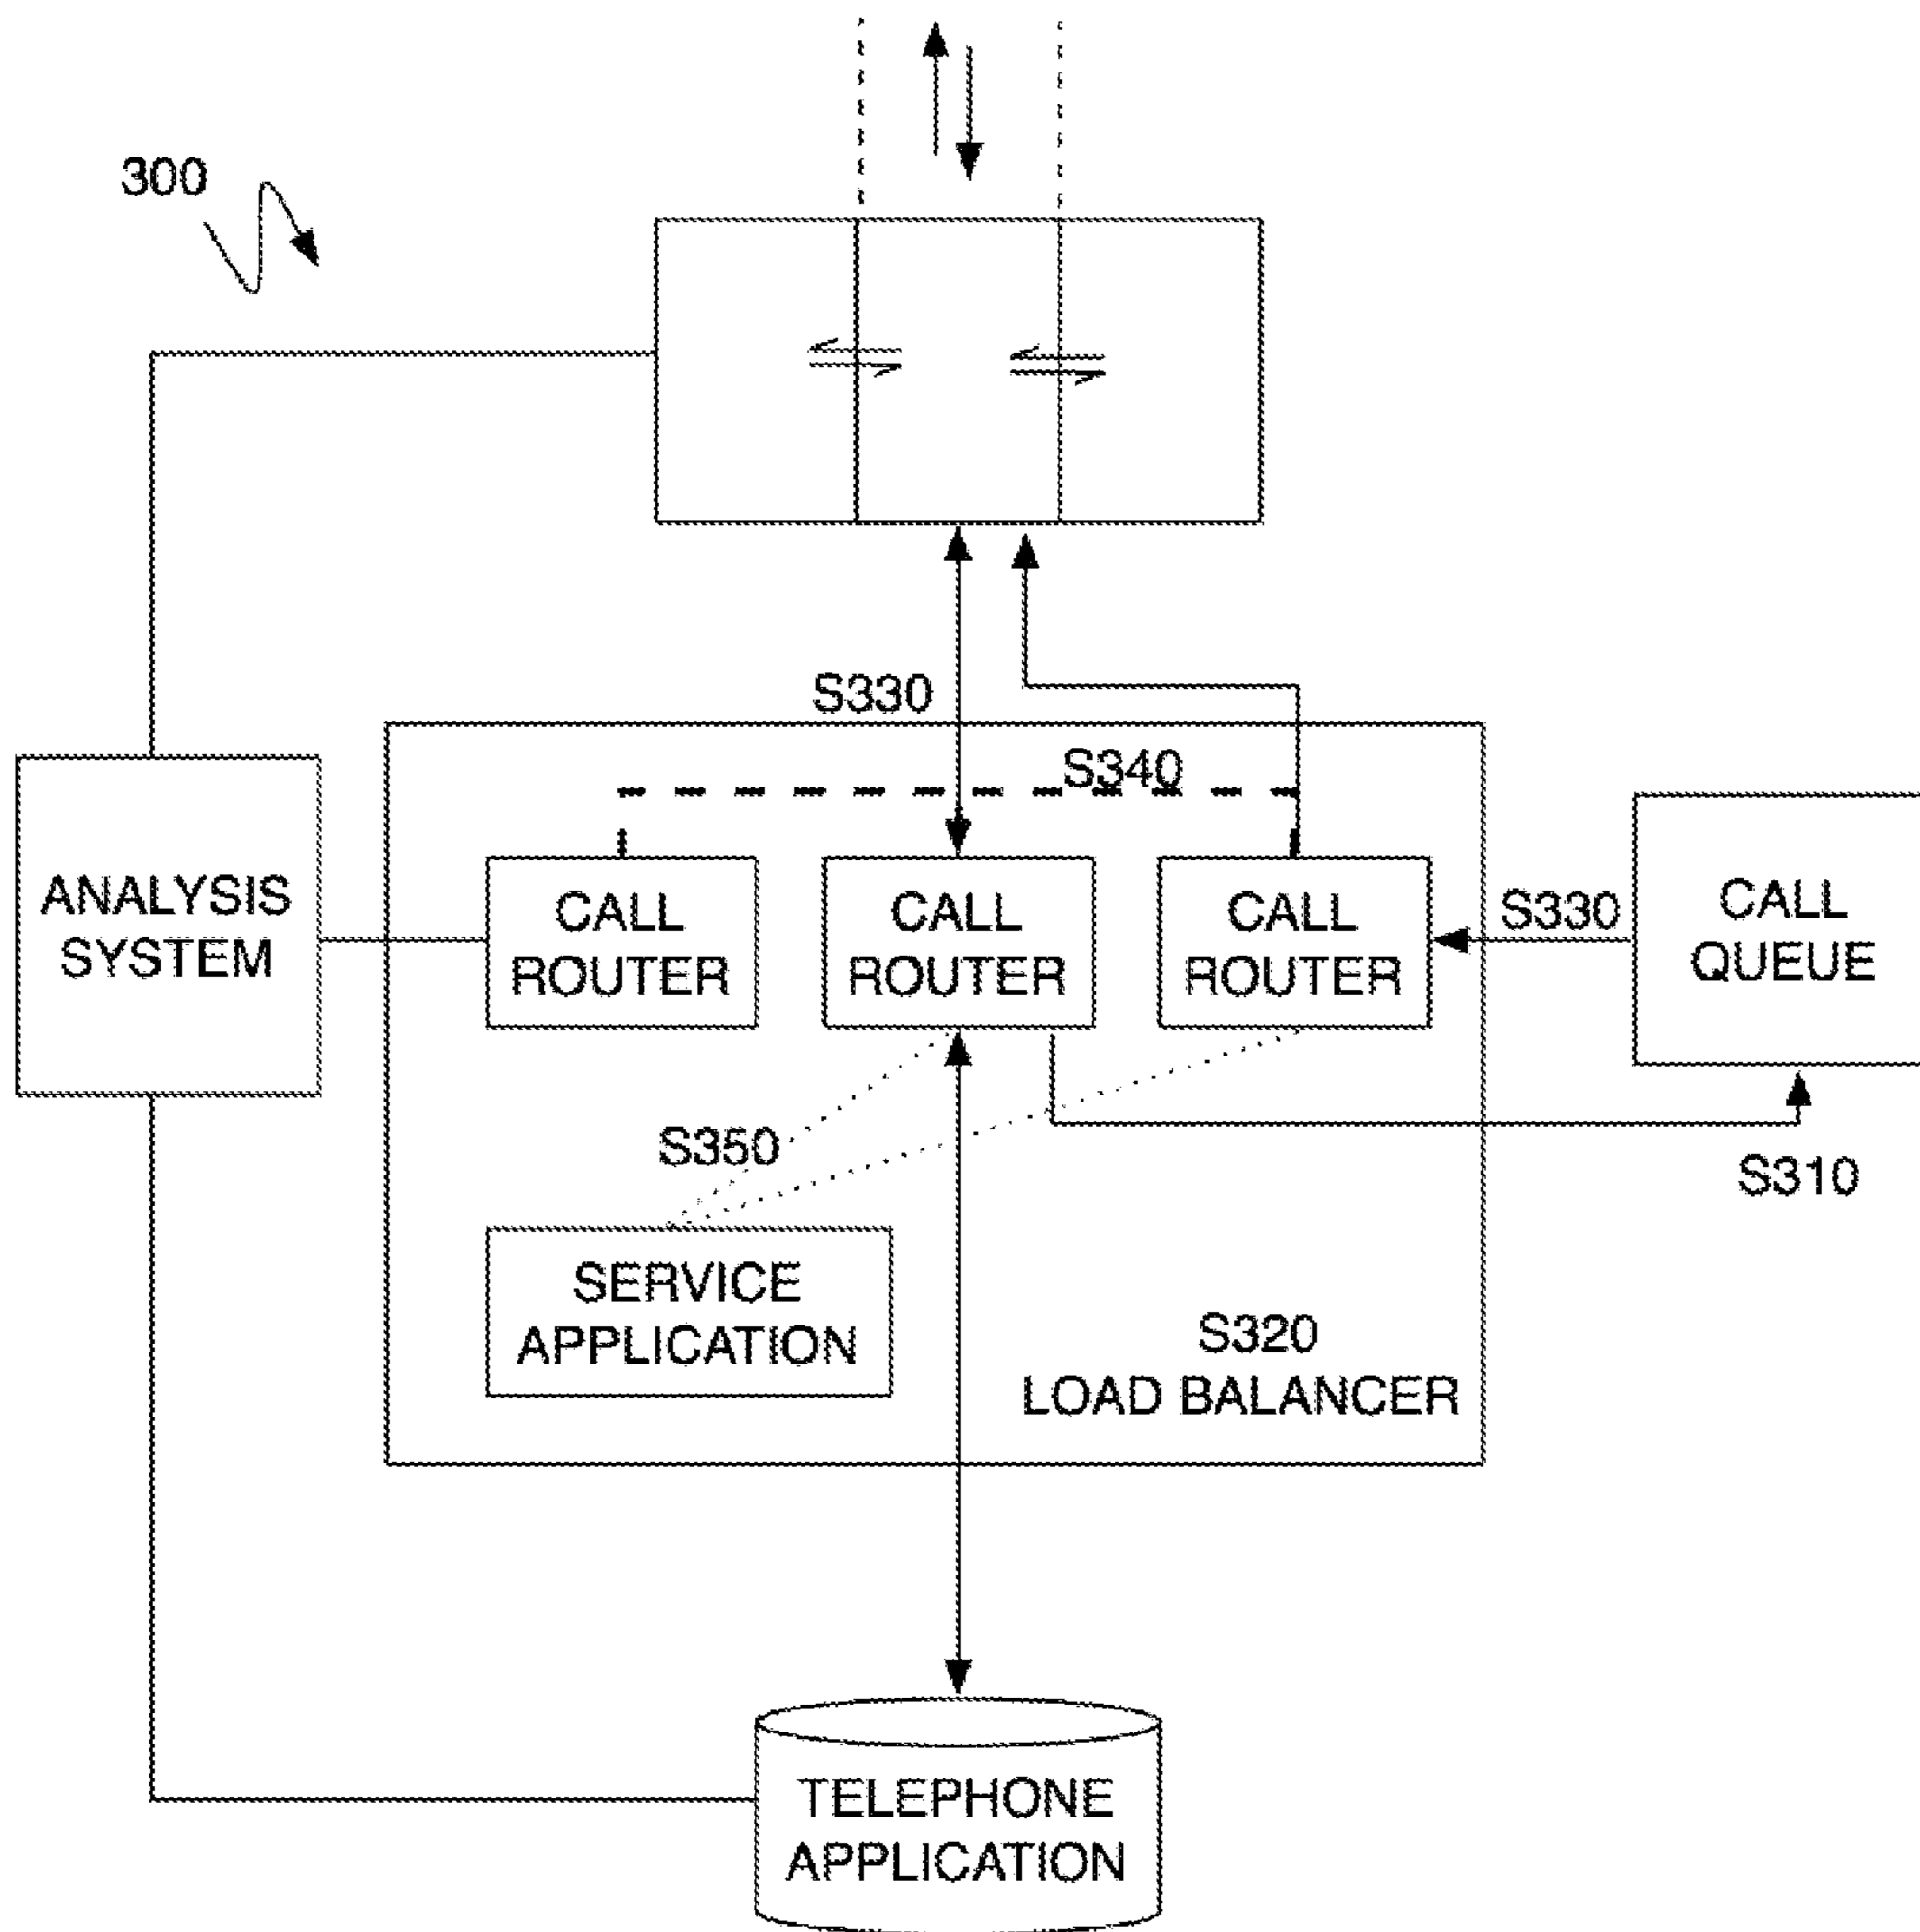 300
S330
S340
ANALYSIS
SYSTEM
CALL
ROUTER
CALL
ROUTER
CALL
ROUTER
S330
CALL
QUEUE
S350
S310
SERVICE
APPLICATION
S320
LOAD BALANCER
TELEPHONE
APPLICATION